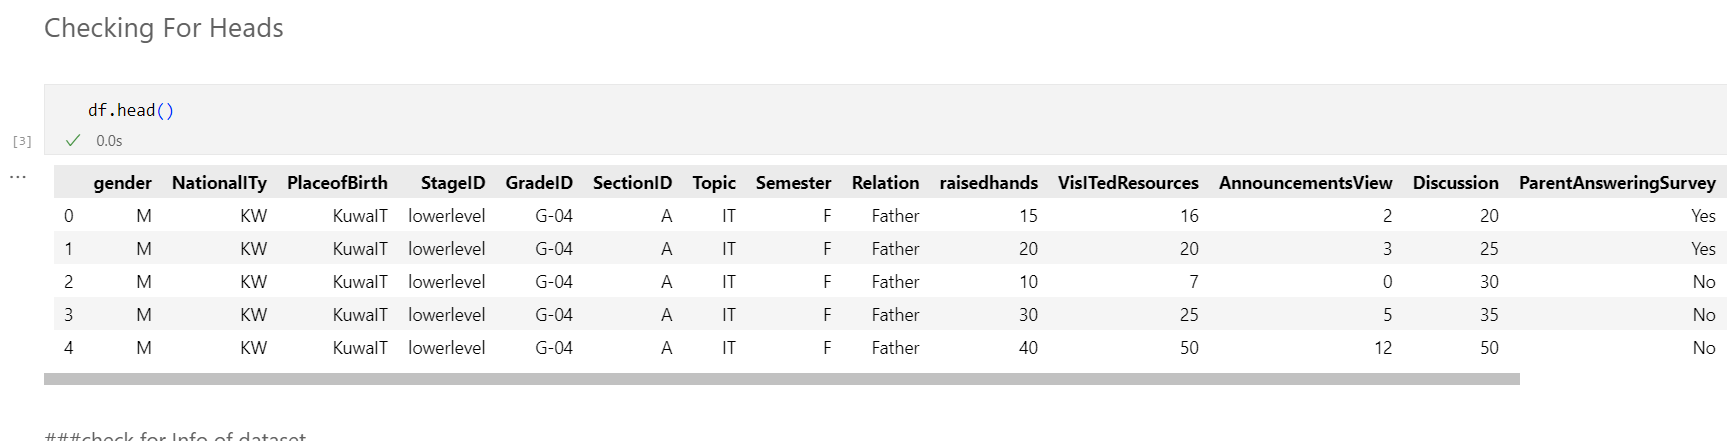 Checking For Heads
df.head()
[3] 0.0s
...
gender NationalITy PlaceofBirth StageID GradeID SectionID Topic Semester Relation raisedhands VisITedResources AnnouncementsView Discussion ParentAnsweringSurvey
0 M KW KuwaIT lowerlevel G-04 A IT F Father 15 16 2 20 Yes
1 M KW KuwaIT lowerlevel G-04 A IT F Father 20 20 3 25 Yes
2 M KW KuwaIT lowerlevel G-04 A IT F Father 10 7 0 30 No
3 M KW KuwaIT lowerlevel G-04 A IT F Father 30 25 5 35 No
4 M KW KuwaIT lowerlevel G-04 A IT F Father 40 50 12 50 No
###check for Info of dataset